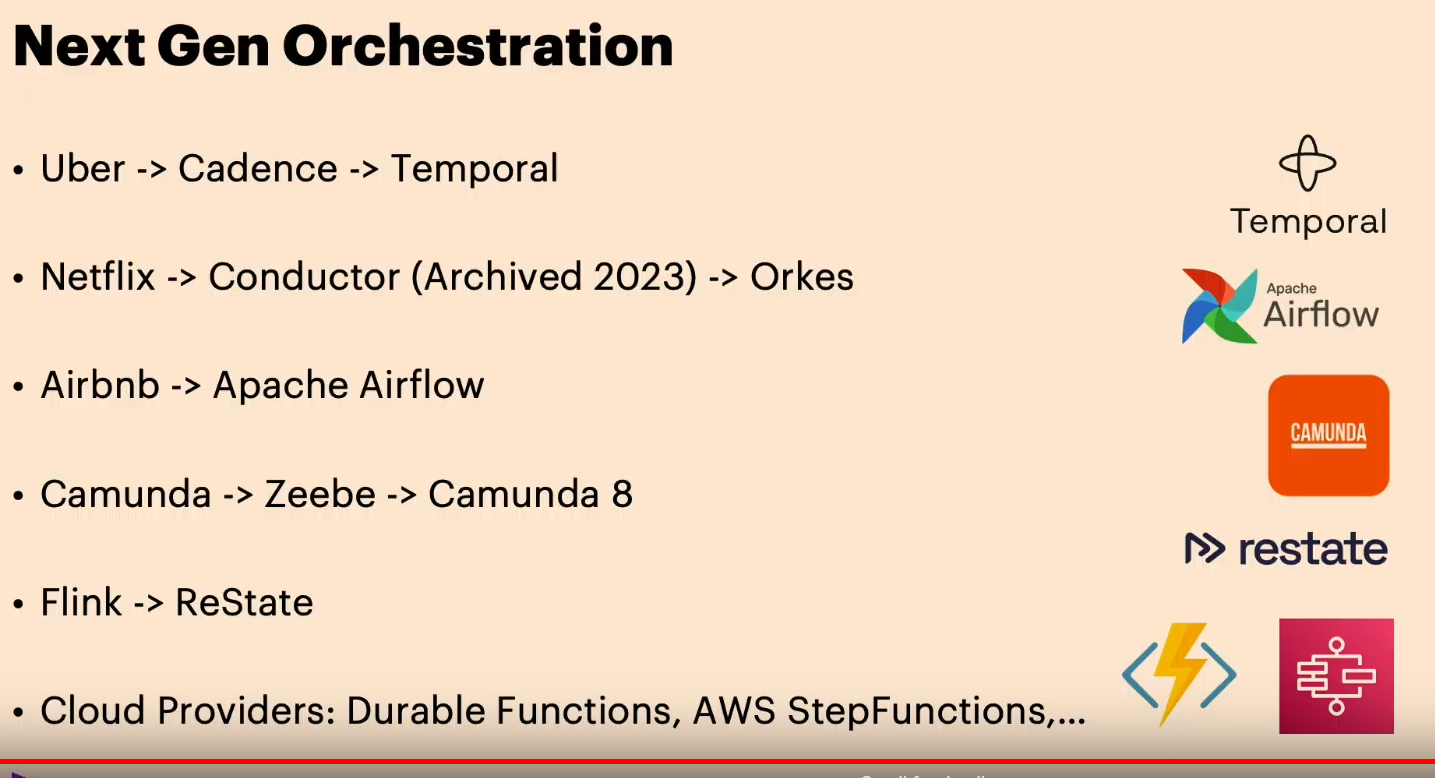 Next Gen Orchestration
• Uber -> Cadence -> Temporal
• Netflix -> Conductor (Archived 2023) -> Orkes
• Airbnb -> Apache Airflow
• Camunda -> Zeebe -> Camunda 8
• Flink -> ReState
• Cloud Providers: Durable Functions, AWS StepFunctions,...
Temporal
Apache
Airflow
CAMUNDA
restate